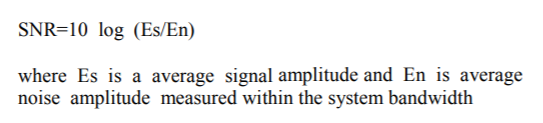 SNR=10 log (Es/En)
where Es is a average signal amplitude and En is average
noise amplitude measured within the system bandwidth